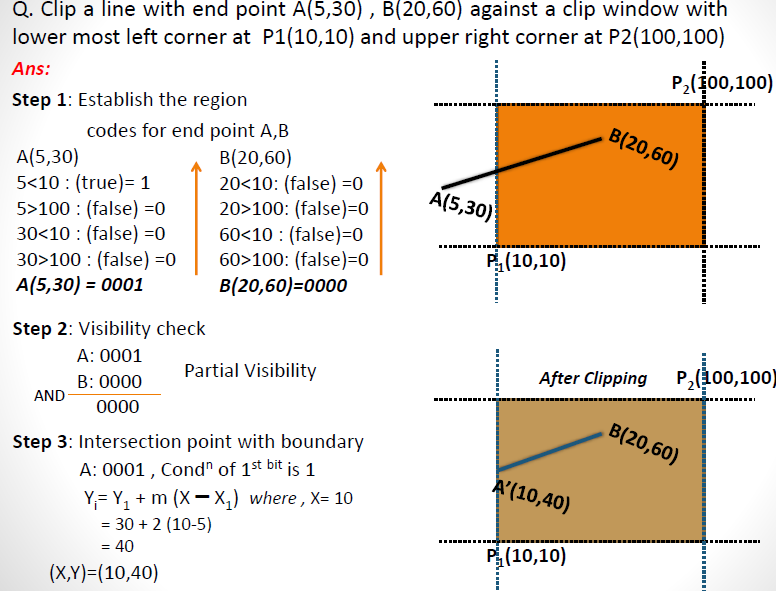 Q. Clip a line with end point A(5,30) , B(20,60) against a clip window with
lower most left corner at P1(10,10) and upper right corner at P2(100,100)
Ans:
Step 1: Establish the region
codes for end point A,B
A(5,30)
5<10 : (true)= 1
5>100 : (false) =0
30<10 : (false) =0
30>100 : (false) =0
A(5,30) = 0001
B(20,60)
20<10: (false) =0
20>100: (false)=0
60<10 : (false)=0
60>100: (false)=0
B(20,60)=0000
P₂(100,100)
B(20,60)
A(5,30)
P₁(10,10)
Step 2: Visibility check
A: 0001
B: 0000
AND
0000
Partial Visibility
Step 3: Intersection point with boundary
A: 0001 , Condⁿ of 1ˢᵗ ᵇⁱᵗ is 1
Yᵢ= Y₁ + m (X − X₁) where , X= 10
= 30 + 2 (10-5)
= 40
(X,Y)=(10,40)
After Clipping
P₂(100,100)
B(20,60)
A’(10,40)
P₁(10,10)